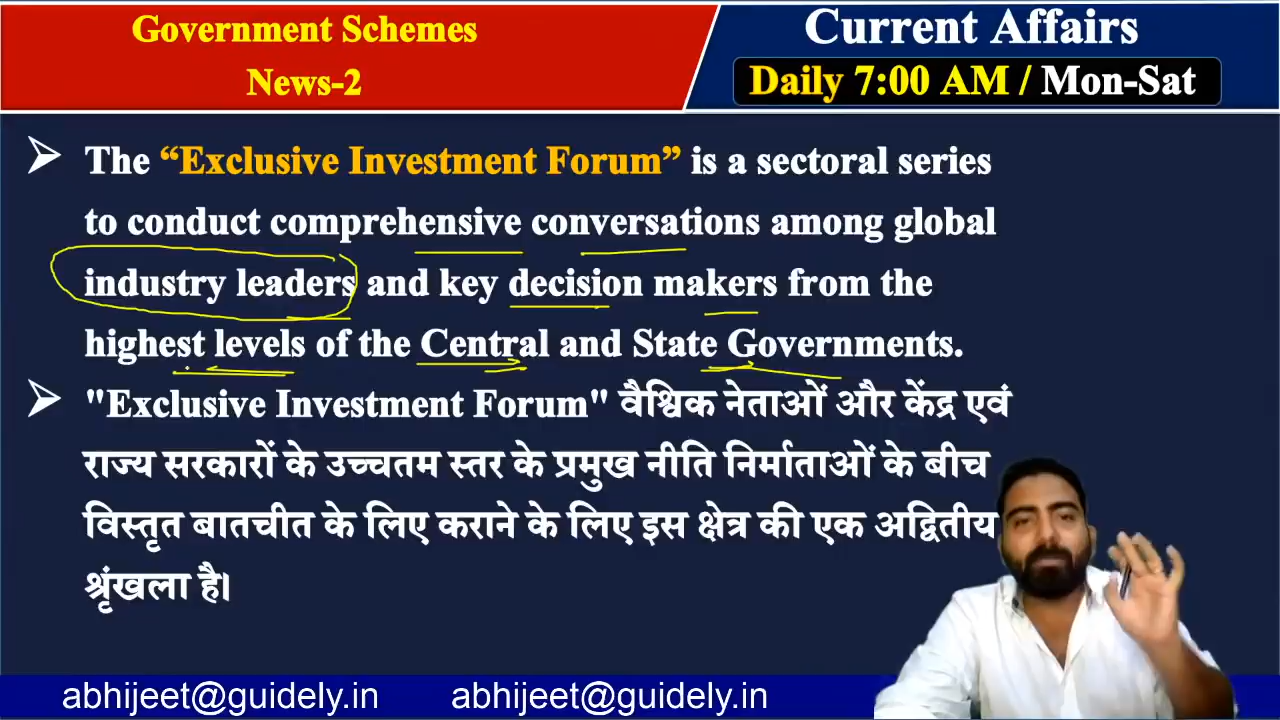 Government Schemes
News-2
Current Affairs
Daily 7:00 AM / Mon-Sat
The “Exclusive Investment Forum” is a sectoral series
to conduct comprehensive conversations among global
industry leaders and key decision makers from the
highest levels of the Central and State Governments.
"Exclusive Investment Forum" वैश्विक नेताओं और केंद्र एवं
राज्य सरकारों के उच्चतम स्तर के प्रमुख नीति निर्माताओं के बीच
विस्तृत बातचीत के लिए कराने के लिए इस क्षेत्र की एक अद्वितीय
श्रृंखला है।
abhijeet@guidely.in abhijeet@guidely.in